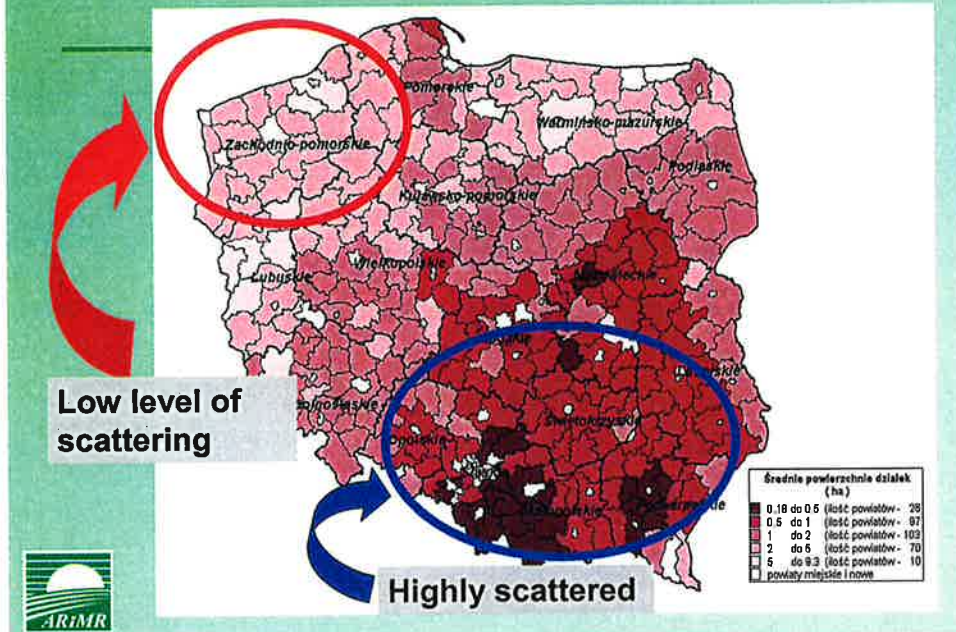 Pomorskie
Warmińsko-mazurskie
Zachodnio-pomorskie
Podlaskie
Kujawsko-pomorskie
Wielkopolskie
Lubuskie
Mazowieckie
Low level of
scattering
Świętokrzyskie
Opolskie
Średnie powierzchnie działek
(ha)
0.18 do 0.5 (ilość powiatów - 28
0.5 do 1 (ilość powiatów - 97
1 do 2 (ilość powiatów - 103
2 do 5 (ilość powiatów - 70
5 do 9.3 (ilość powiatów - 10
powiaty miejskie i nowe
Highly scattered
ARiMR